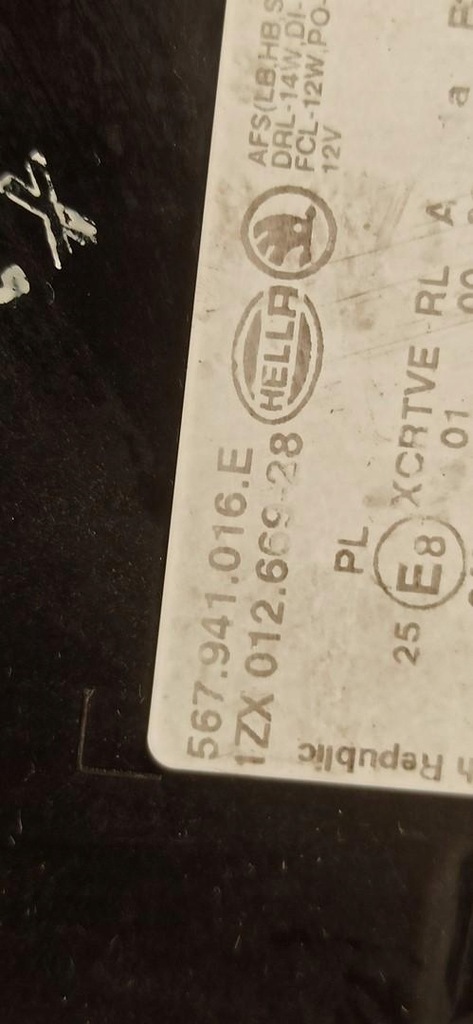 567.941.016.E
1ZX 012.669-28
HELLA
AFS(LB,HB,S
DRL-14W,DI-
FCL-12W,PO-
12V
PL
25 E8 XCRTVE RL A
01 00
a
Republic